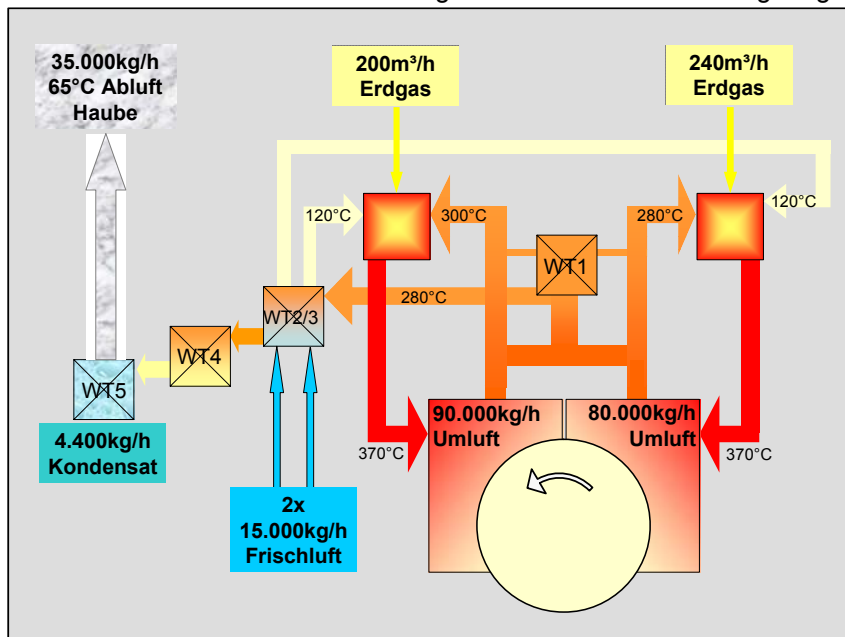 35.000kg/h
65°C Abluft
Haube
200m³/h
Erdgas
240m³/h
Erdgas
120°C
300°C
280°C
120°C
WT1
280°C
WT2/3
WT4
WT5
4.400kg/h
Kondensat
90.000kg/h
Umluft
80.000kg/h
Umluft
370°C
370°C
2x
15.000kg/h
Frischluft